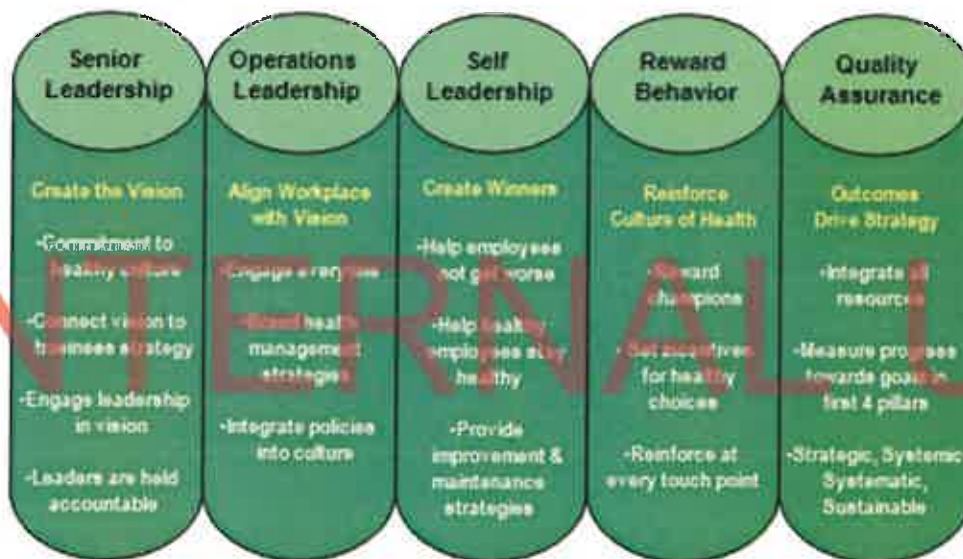 Senior
Leadership
Create the Vision
-Commitment to
healthy culture
-Connect vision to
business strategy
-Engage leadership
in vision
-Leaders are held
accountable
Operations
Leadership
Align Workplace
with Vision
-Engage everyone
-Brand health
management
strategies
-Integrate policies
into culture
Self
Leadership
Create Winners
-Help employees
not get worse
-Help healthy
employees stay
healthy
-Provide
improvement &
maintenance
strategies
Reward
Behavior
Reinforce
Culture of Health
-Reward
champions
-Set incentives
for healthy
choices
-Reinforce at
every touch point
Quality
Assurance
Outcomes
Drive Strategy
-Integrate all
resources
-Measure progress
towards goals in
first 4 pillars
-Strategic, Systemic
Systematic,
Sustainable